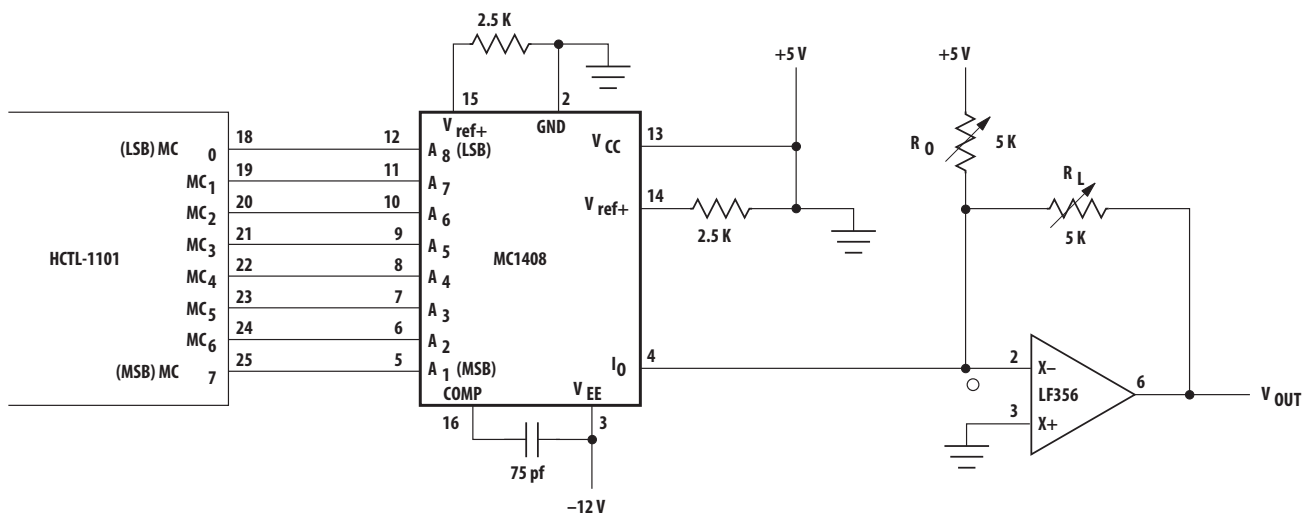 2.5 K
+5 V
+5 V
15
2
V ref+
GND
(LSB) MC 0
18
12
A 8 (LSB)
V CC
13
R O
5 K
MC 1
19
11
A 7
R L
MC 2
20
10
A 6
V ref+
14
2.5 K
5 K
MC 3
21
9
A 5
HCTL-1101
MC 4
22
8
A 4
MC1408
MC 5
23
7
A 3
MC 6
24
6
A 2
(MSB) MC 7
25
5
A 1 (MSB)
I O
4
2
X–
LF356
6
V OUT
3
X+
COMP
V EE
16
3
75 pf
–12 V